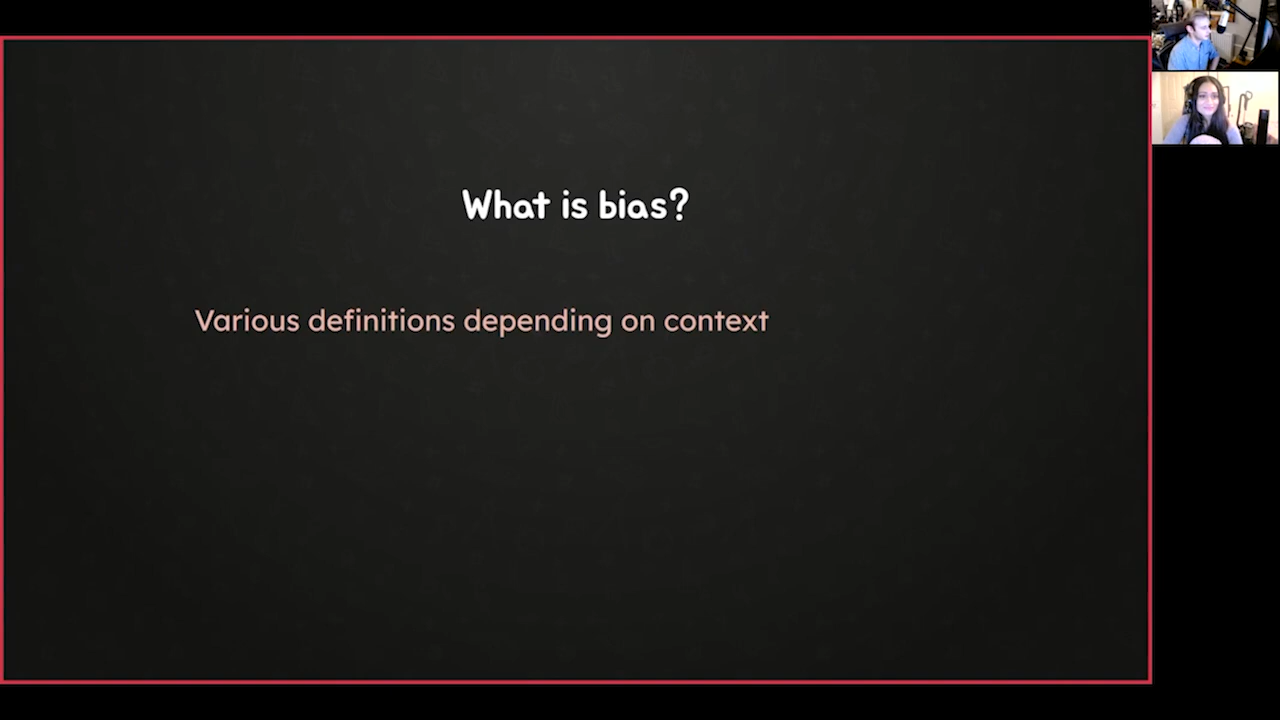 What is bias?
Various definitions depending on context